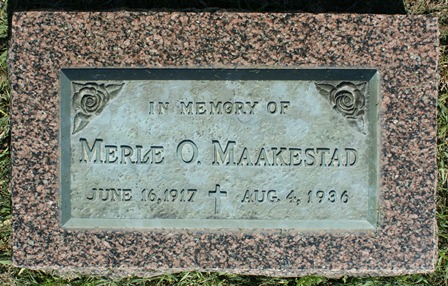 IN MEMORY OF
MERLE O. MAAKESTAD
JUNE 16, 1917 ✝ AUG. 4, 1936